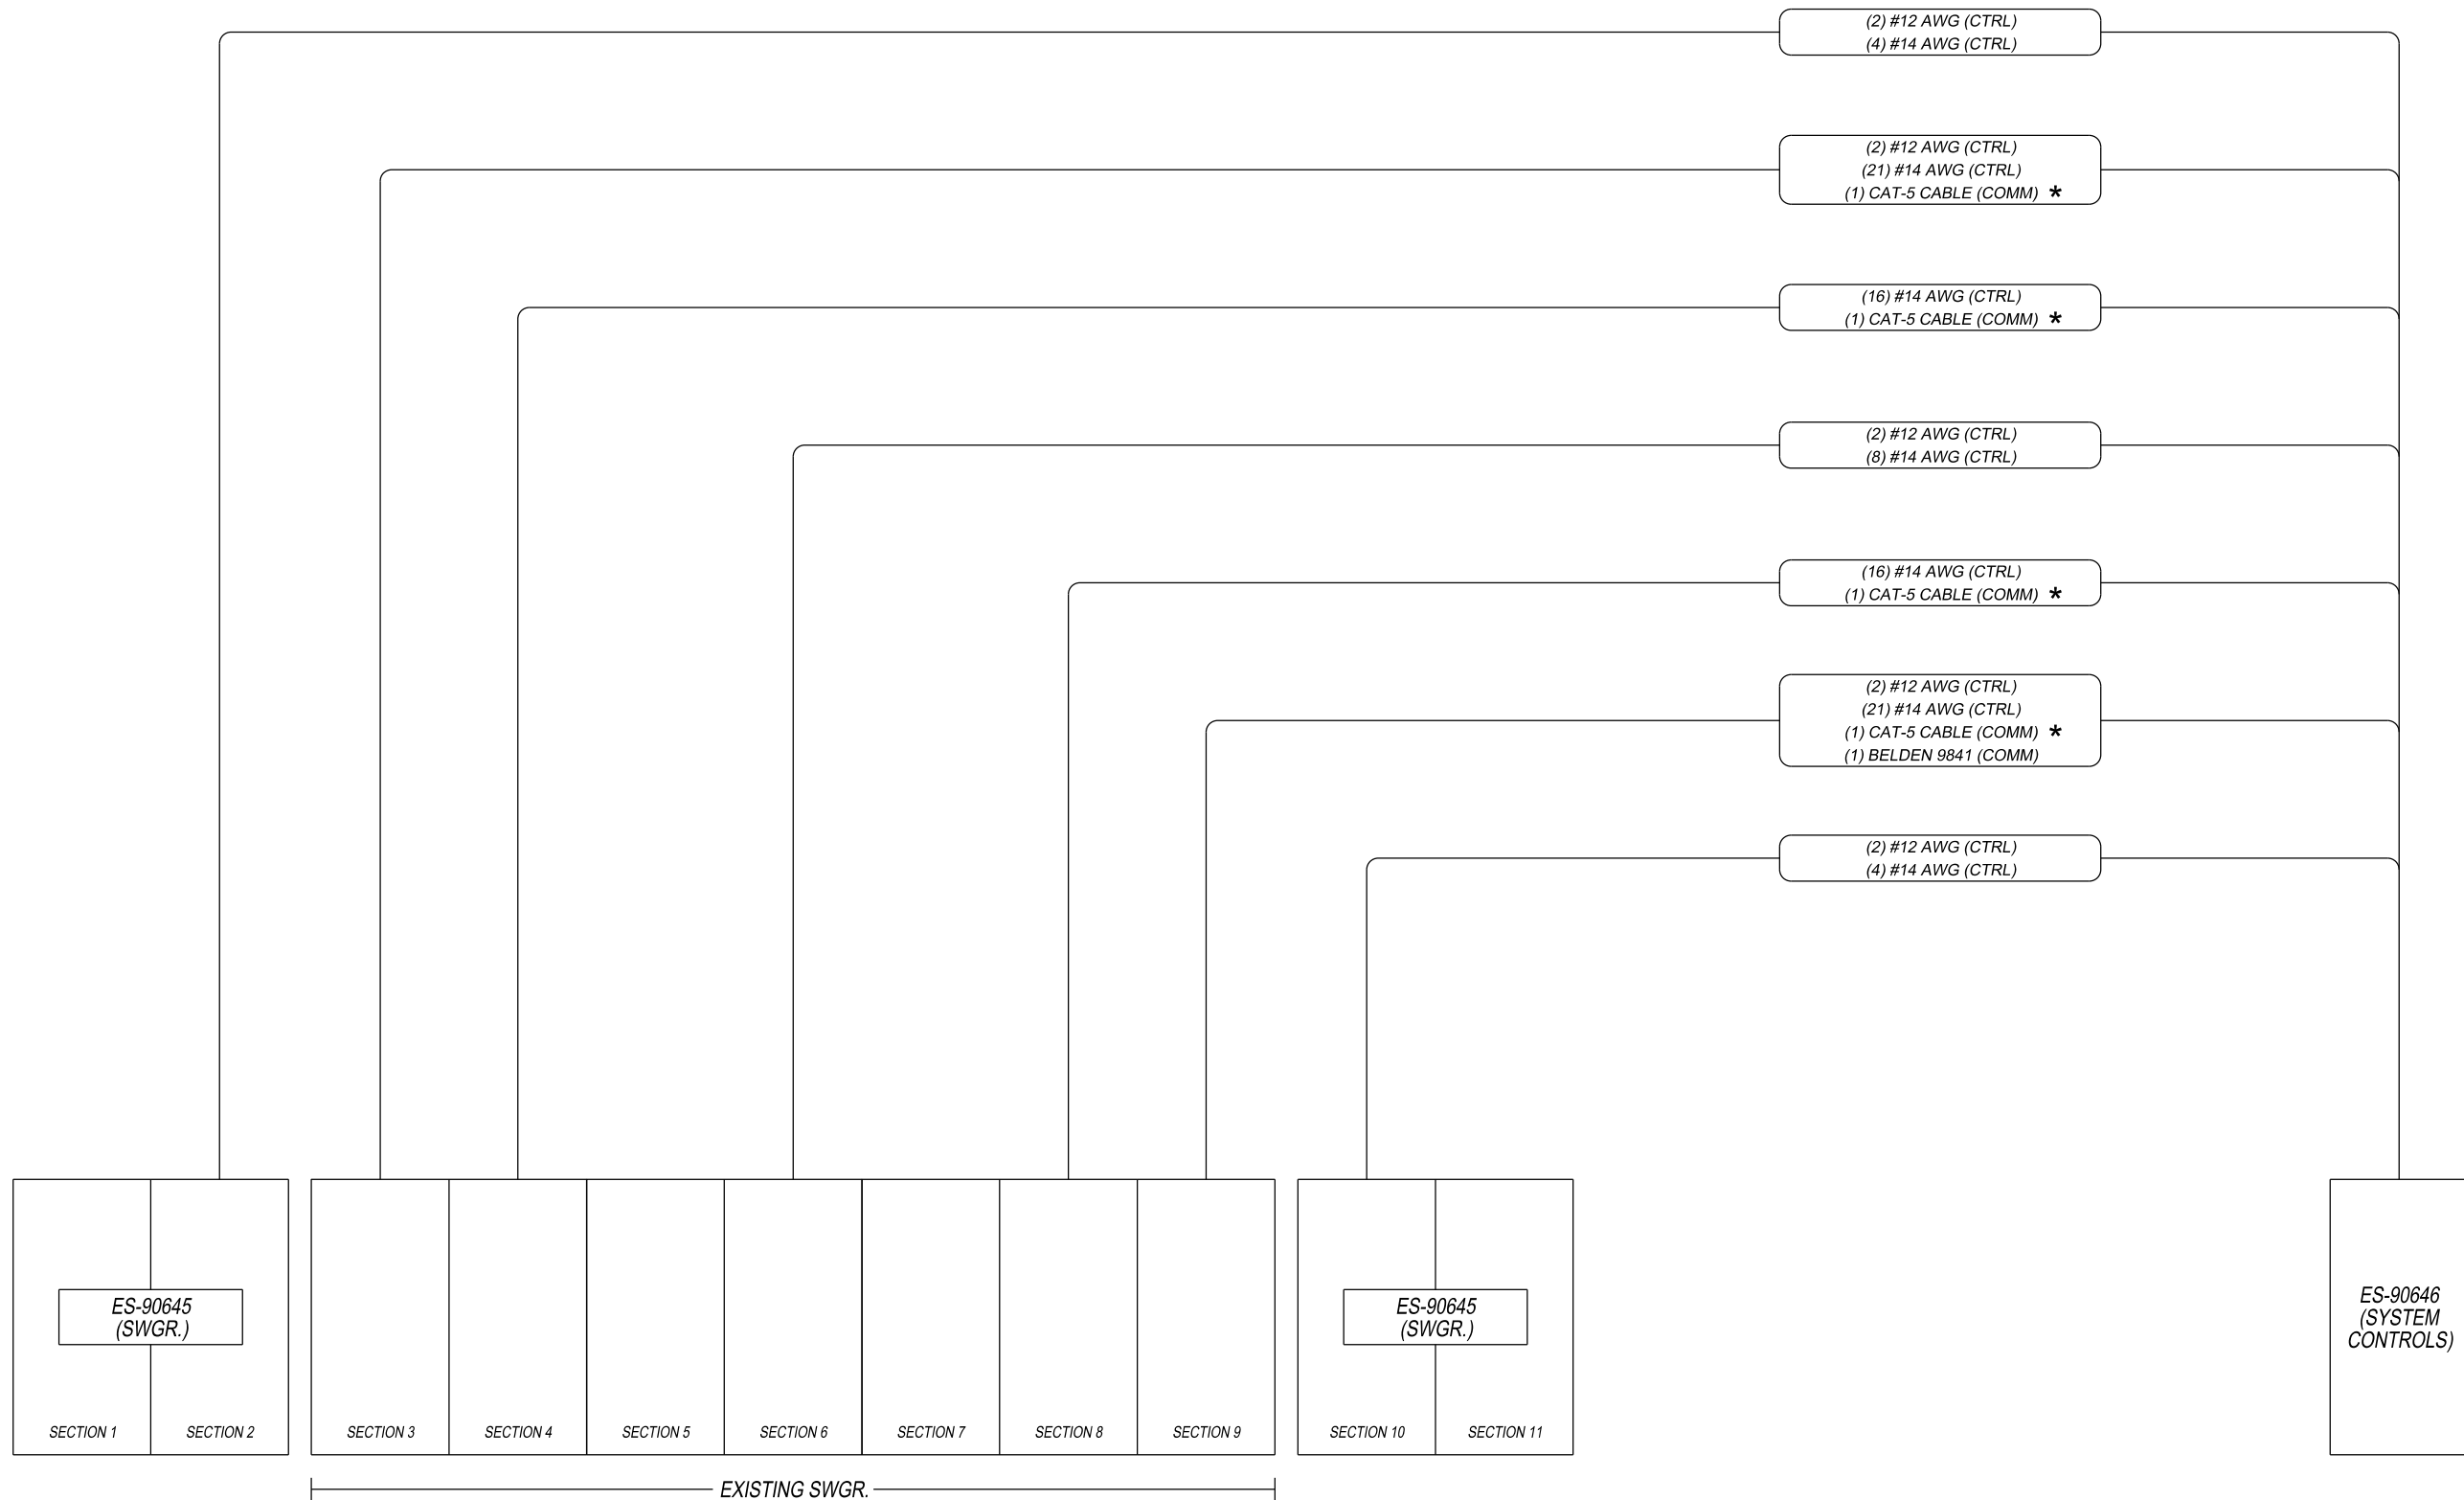 (2) #12 AWG (CTRL)
(4) #14 AWG (CTRL)
(2) #12 AWG (CTRL)
(21) #14 AWG (CTRL)
(1) CAT-5 CABLE (COMM) *
(16) #14 AWG (CTRL)
(1) CAT-5 CABLE (COMM) *
(2) #12 AWG (CTRL)
(8) #14 AWG (CTRL)
(16) #14 AWG (CTRL)
(1) CAT-5 CABLE (COMM) *
(2) #12 AWG (CTRL)
(21) #14 AWG (CTRL)
(1) CAT-5 CABLE (COMM) *
(1) BELDEN 9841 (COMM)
(2) #12 AWG (CTRL)
(4) #14 AWG (CTRL)
ES-90645
(SWGR.)
SECTION 1
SECTION 2
SECTION 3
SECTION 4
SECTION 5
SECTION 6
SECTION 7
SECTION 8
SECTION 9
ES-90645
(SWGR.)
SECTION 10
SECTION 11
ES-90646
(SYSTEM
CONTROLS)
EXISTING SWGR.